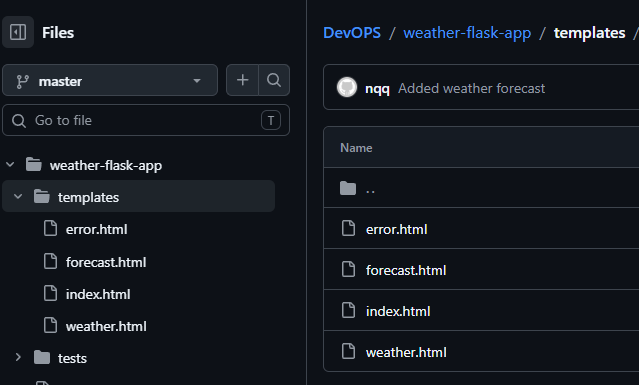 Files
master
Go to file
T
weather-flask-app
templates
error.html
forecast.html
index.html
weather.html
tests
DevOPS / weather-flask-app / templates /
nqq Added weather forecast
Name
..
error.html
forecast.html
index.html
weather.html